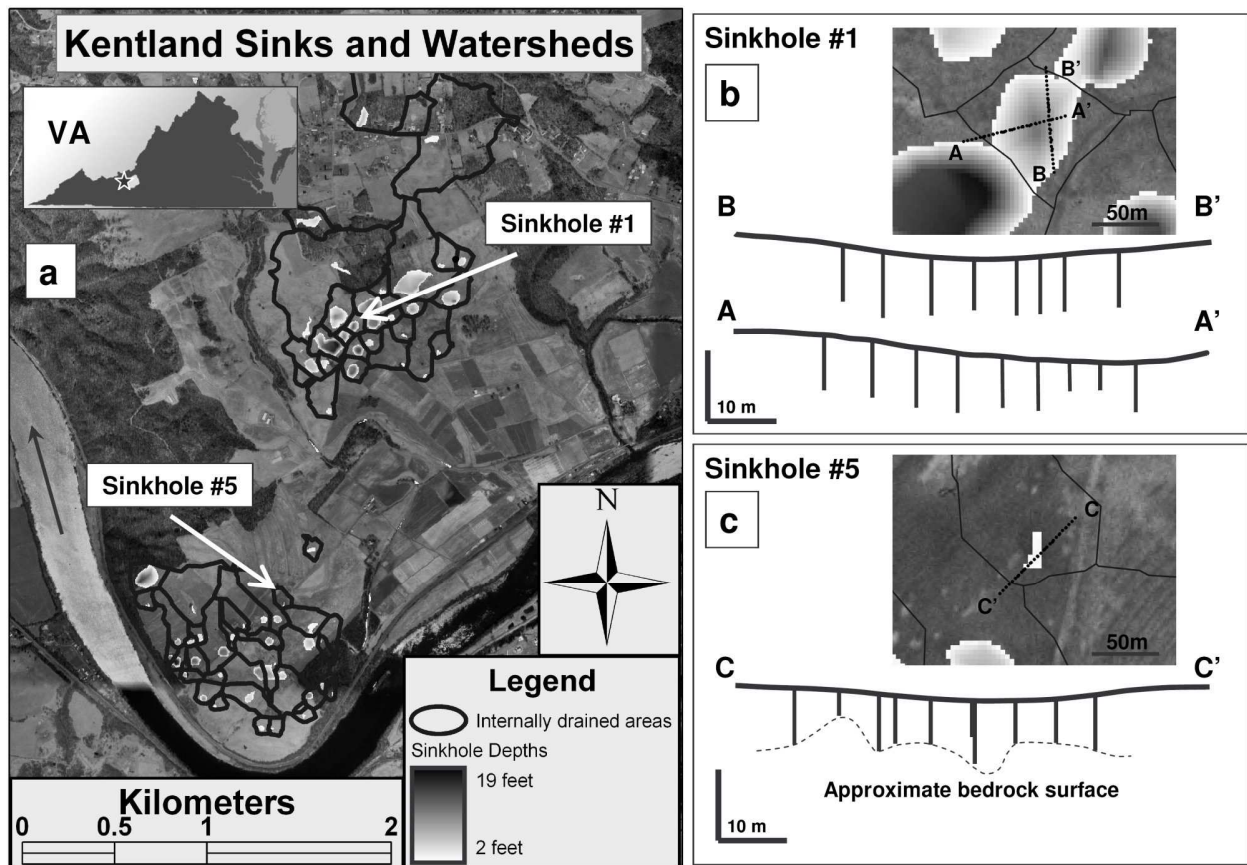 Kentland Sinks and Watersheds
VA
a
Sinkhole #1
Sinkhole #5
N
Legend
Internally drained areas
Sinkhole Depths
19 feet
2 feet
Kilometers
0 0.5 1 2
Sinkhole #1
b
B'
A'
A
B
50m
B B'
A A'
10 m
Sinkhole #5
c
C
C'
50m
C C'
Approximate bedrock surface
10 m